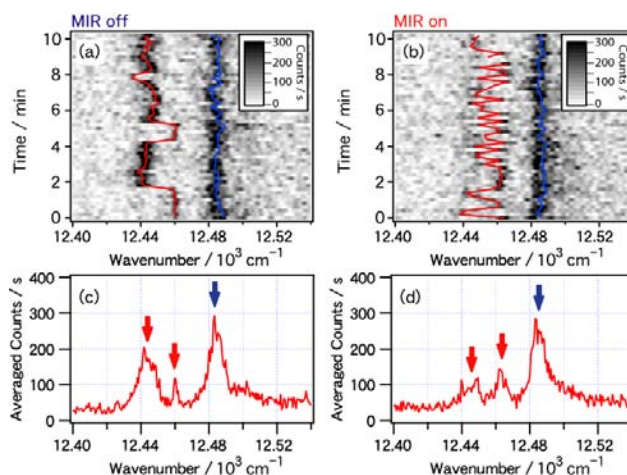 MIR off
MIR on
(a)
(b)
10
8
6
4
2
0
Time / min
300
200
100
0
Counts / s
12.40
12.44
12.48
12.52
Wavenumber / 10³ cm⁻¹
10
8
6
4
2
0
Time / min
300
200
100
0
Counts / s
12.40
12.44
12.48
12.52
Wavenumber / 10³ cm⁻¹
(c)
400
300
200
100
0
Averaged Counts / s
12.40
12.44
12.48
12.52
Wavenumber / 10³ cm⁻¹
(d)
400
300
200
100
0
Averaged Counts / s
12.40
12.44
12.48
12.52
Wavenumber / 10³ cm⁻¹